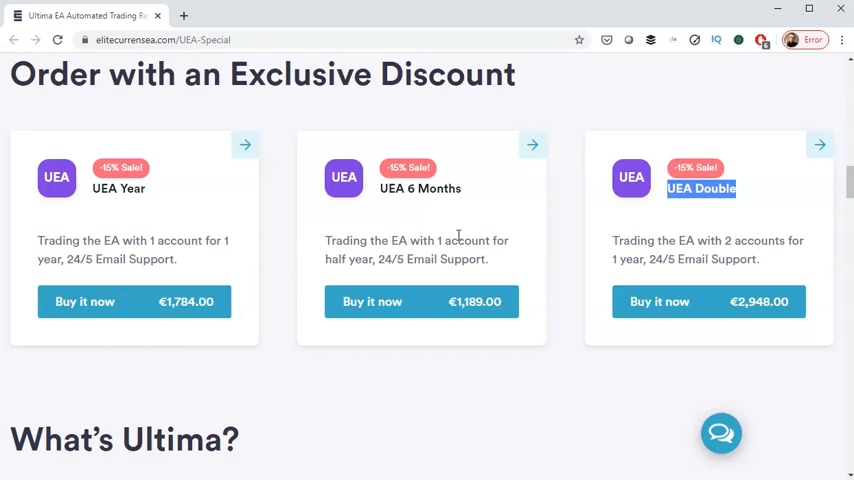 Ultima EA Automated Trading Ro
elitecurrensea.com/UEA-Special
IQ
6
Error
Order with an Exclusive Discount
UEA
-15% Sale!
UEA Year
Trading the EA with 1 account for 1
year, 24/5 Email Support.
Buy it now €1,784.00
UEA
-15% Sale!
UEA 6 Months
Trading the EA with 1 account for
half year, 24/5 Email Support.
Buy it now €1,189.00
UEA
-15% Sale!
UEA Double
Trading the EA with 2 accounts for
1 year, 24/5 Email Support.
Buy it now €2,948.00
What's Ultima?